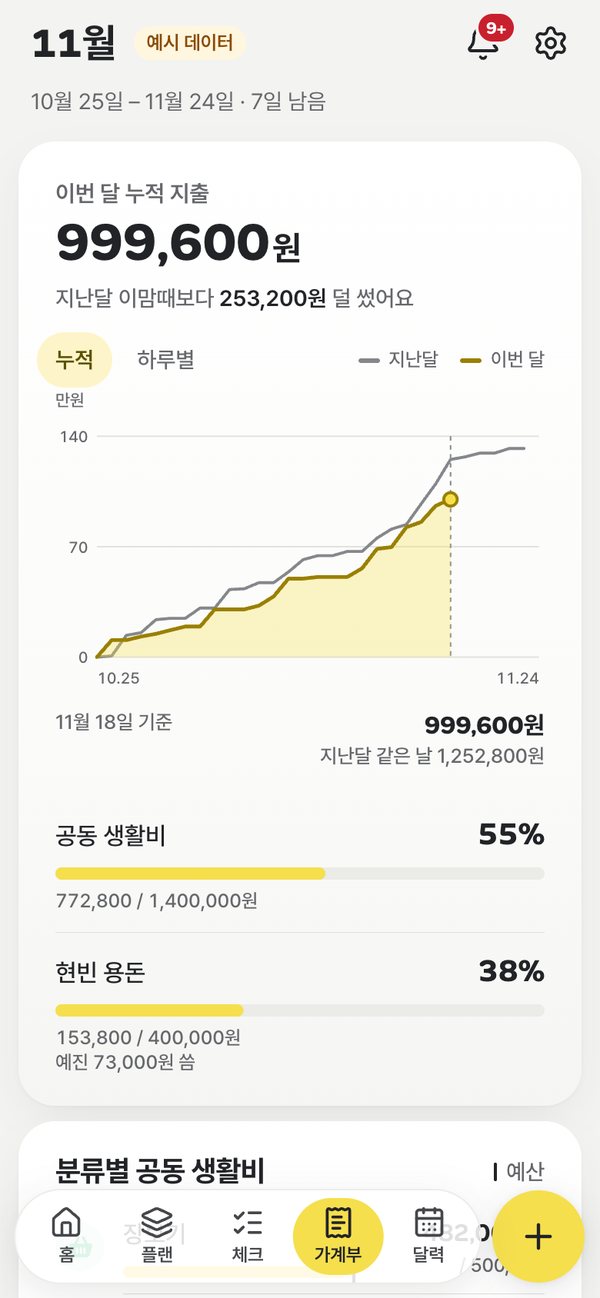 11월 예시 데이터 9+
10월 25일 – 11월 24일 · 7일 남음
이번 달 누적 지출
999,600원
지난달 이맘때보다 253,200원 덜 썼어요
누적 하루별 지난달 이번 달
만원
140
70
0
10.25 11.24
11월 18일 기준 999,600원
지난달 같은 날 1,252,800원
공동 생활비 55%
772,800 / 1,400,000원
현빈 용돈 38%
153,800 / 400,000원
예진 73,000원 씀
분류별 공동 생활비 예산
장보기
홈 플랜 체크 가계부 달력